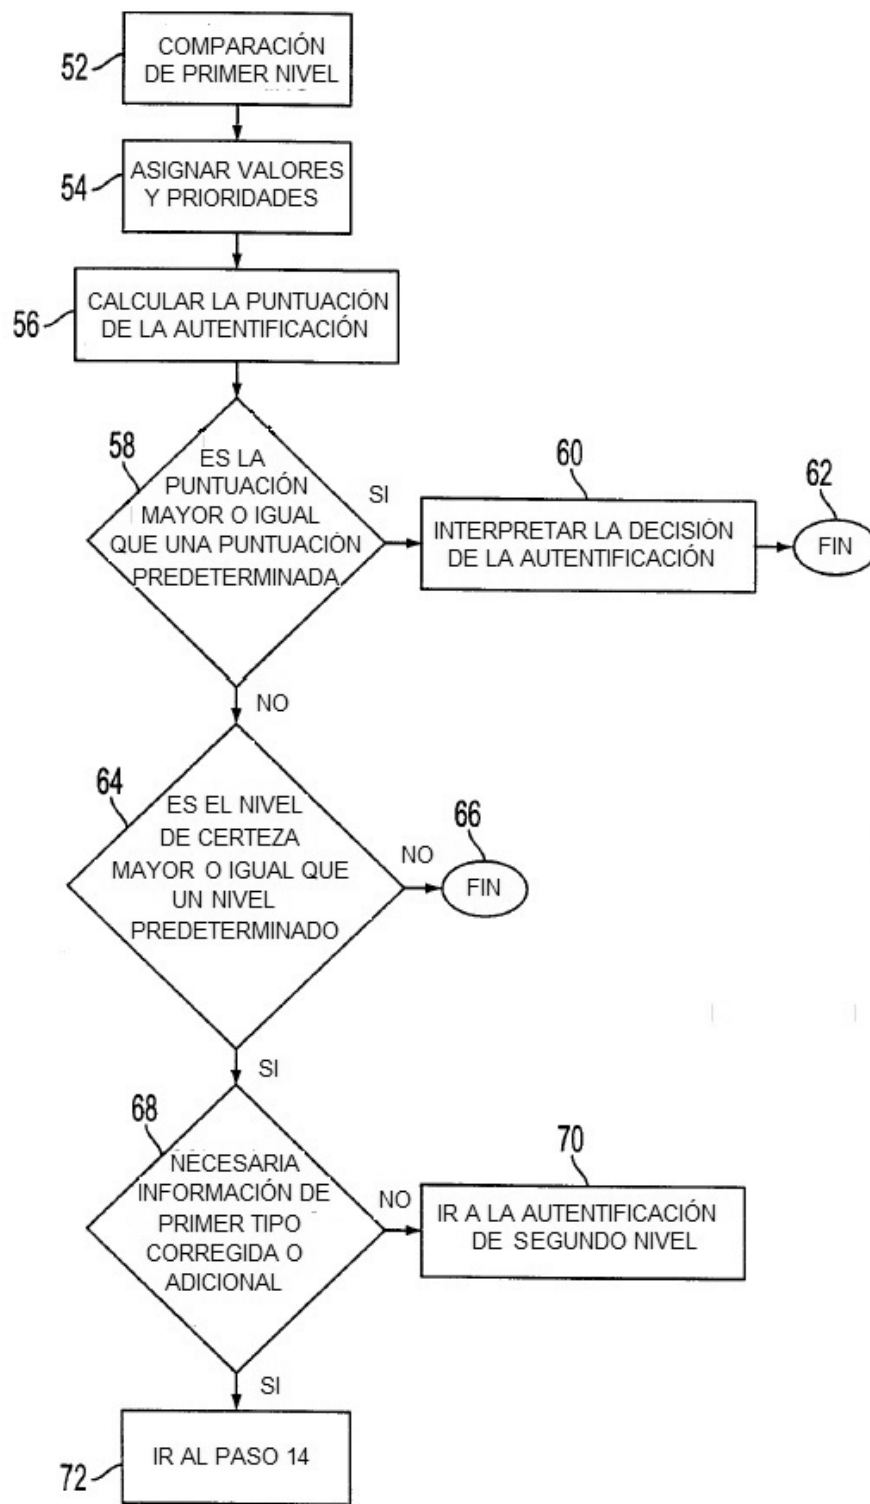 52
COMPARACIÓN
DE PRIMER NIVEL
54
ASIGNAR VALORES
Y PRIORIDADES
56
CALCULAR LA PUNTUACIÓN
DE LA AUTENTIFICACIÓN
58
ES LA
PUNTUACIÓN
MAYOR O IGUAL
QUE UNA PUNTUACIÓN
PREDETERMINADA
SI
60
INTERPRETAR LA DECISIÓN
DE LA AUTENTIFICACIÓN
62
FIN
NO
64
ES EL NIVEL
DE CERTEZA
MAYOR O IGUAL QUE
UN NIVEL
PREDETERMINADO
NO
66
FIN
SI
68
NECESARIA
INFORMACIÓN DE
PRIMER TIPO
CORREGIDA O
ADICIONAL
NO
70
IR A LA AUTENTIFICACIÓN
DE SEGUNDO NIVEL
SI
72
IR AL PASO 14